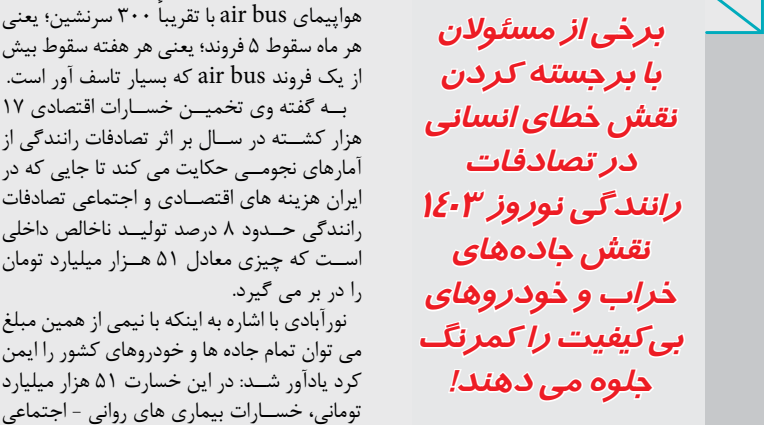 برخی از مسئولان
با برجسته کردن
نقش خطای انسانی
در تصادفات
رانندگی نوروز ۱۴۰۳
نقش جاده‌های
خراب و خودروهای
بی‌کیفیت را کمرنگ
جلوه می دهند!
هواپیمای air bus با تقریباً ۳۰۰ سرنشین؛ یعنی
هر ماه سقوط ۵ فروند؛ یعنی هر هفته سقوط بیش
از یک فروند air bus که بسیار تاسف آور است.
به گفته وی تخمین خسارات اقتصادی ۱۷
هزار کشته در سال بر اثر تصادفات رانندگی از
آمارهای نجومی حکایت می کند تا جایی که در
ایران هزینه های اقتصادی و اجتماعی تصادفات
رانندگی حدود ۸ درصد تولید ناخالص داخلی
است که چیزی معادل ۵۱ هزار میلیارد تومان
را در بر می گیرد.
نورآبادی با اشاره به اینکه با نیمی از همین مبلغ
می توان تمام جاده ها و خودروهای کشور را ایمن
کرد یادآور شد: در این خسارت ۵۱ هزار میلیارد
تومانی، خسارات بیماری های روانی - اجتماعی